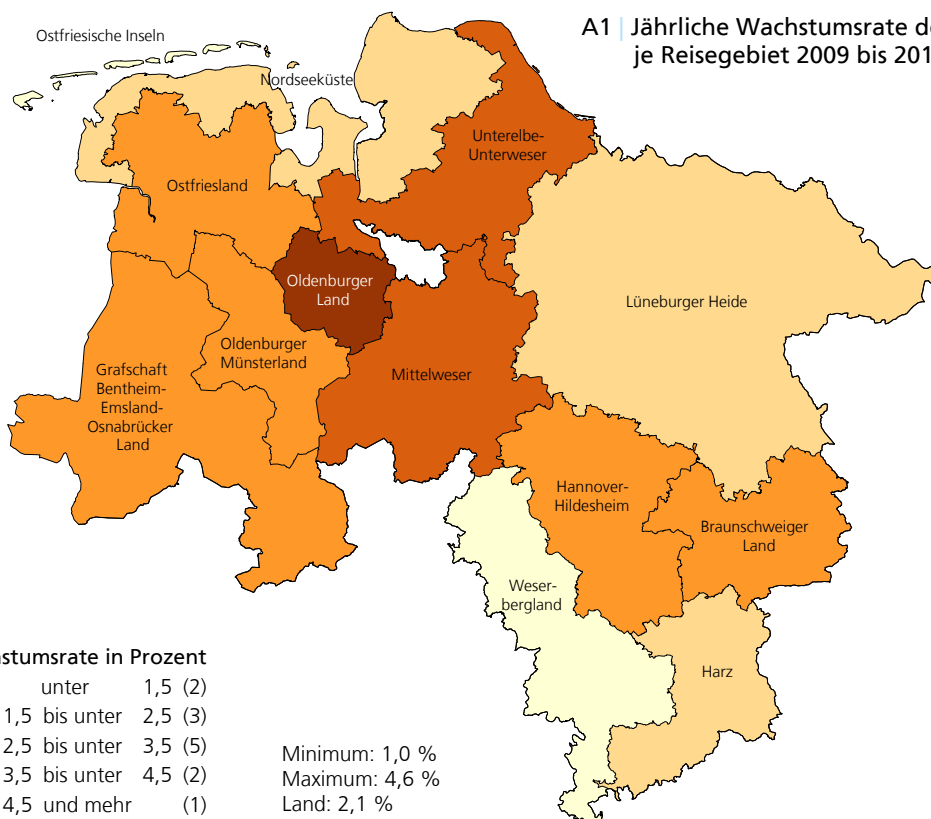 A1 | Jährliche Wachstumsrate de
je Reisegebiet 2009 bis 201
Ostfriesische Inseln
Nordseeküste
Unterelbe-
Unterweser
Ostfriesland
Oldenburger
Land
Lüneburger Heide
Oldenburger
Münsterland
Grafschaft
Bentheim-
Emsland-
Osnabrücker
Land
Mittelweser
Hannover-
Hildesheim
Braunschweiger
Land
Weser-
bergland
Harz
stumsrate in Prozent
unter 1,5 (2)
1,5 bis unter 2,5 (3)
2,5 bis unter 3,5 (5)
3,5 bis unter 4,5 (2)
4,5 und mehr (1)
Minimum: 1,0 %
Maximum: 4,6 %
Land: 2,1 %